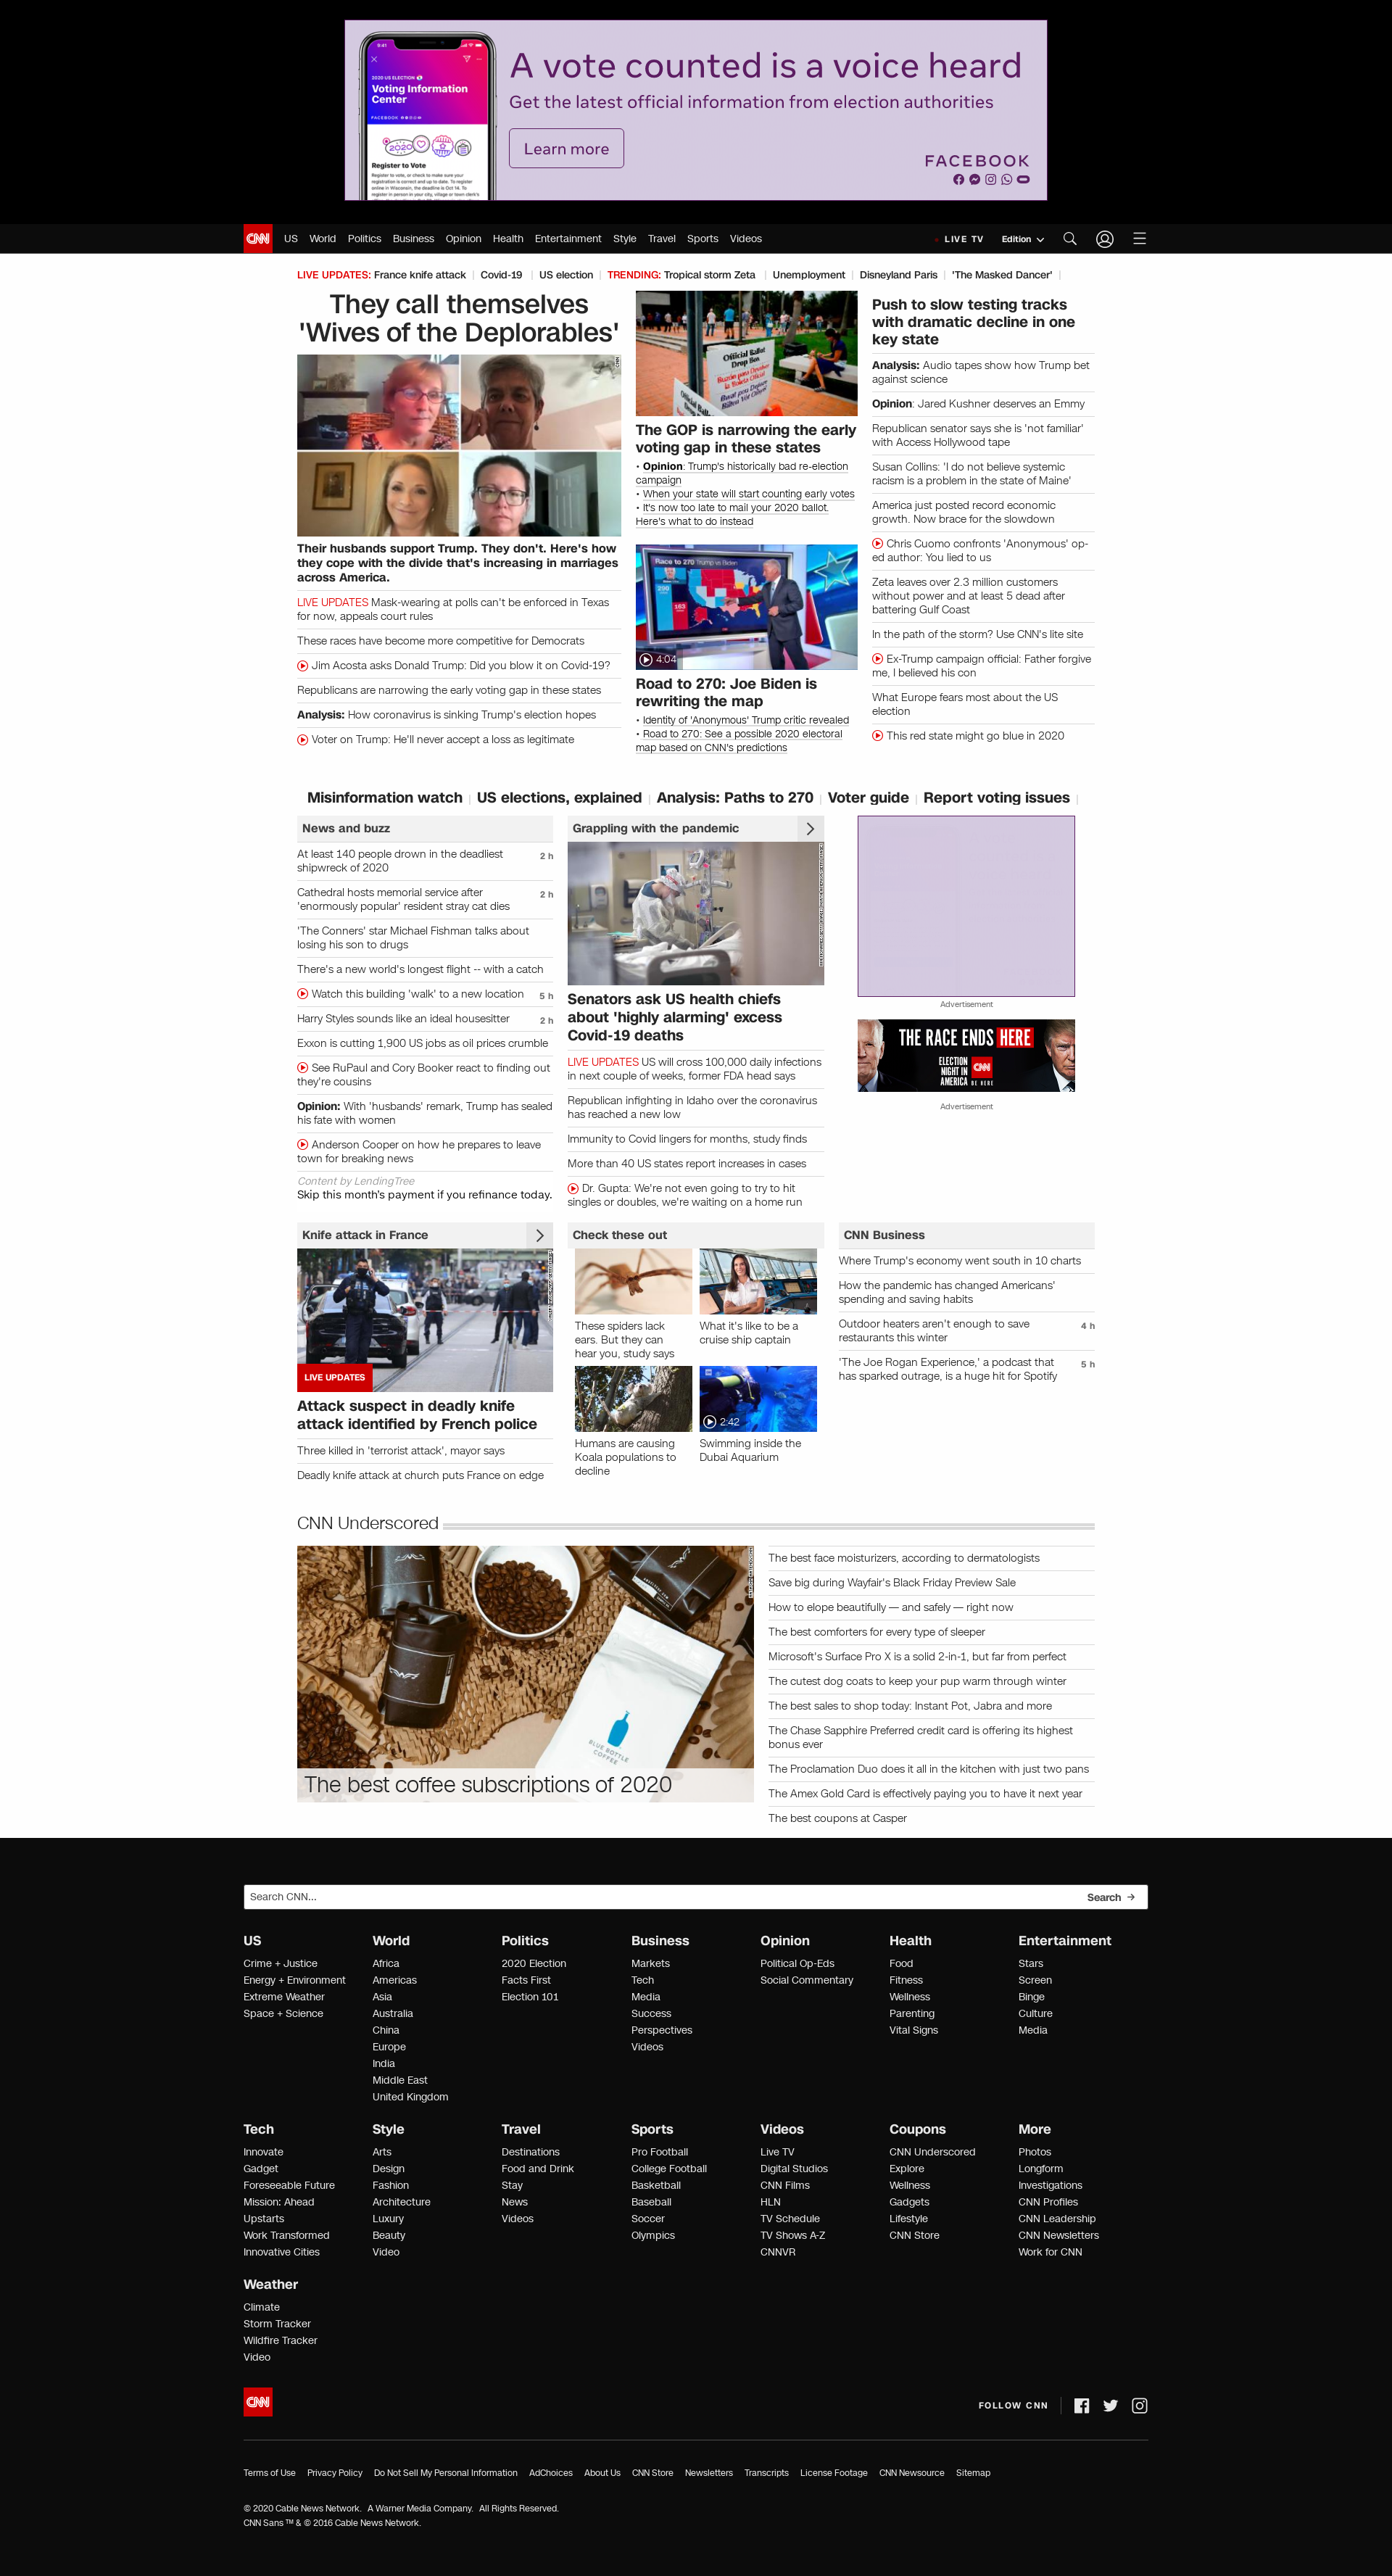 2020 US ELECTION
Voting Information
Center
FACEBOOK
Register to Vote
A vote counted is a voice heard
Get the latest official information from election authorities
Learn more
FACEBOOK
CNN
US World Politics Business Opinion Health Entertainment Style Travel Sports Videos
LIVE TV Edition
LIVE UPDATES: France knife attack Covid-19 US election TRENDING: Tropical storm Zeta Unemployment Disneyland Paris 'The Masked Dancer'
They call themselves
'Wives of the Deplorables'
Their husbands support Trump. They don't. Here's how
they cope with the divide that's increasing in marriages
across America.
LIVE UPDATES Mask-wearing at polls can't be enforced in Texas
for now, appeals court rules
These races have become more competitive for Democrats
Jim Acosta asks Donald Trump: Did you blow it on Covid-19?
Republicans are narrowing the early voting gap in these states
Analysis: How coronavirus is sinking Trump's election hopes
Voter on Trump: He'll never accept a loss as legitimate
Official Ballot
Drop Box
The GOP is narrowing the early
voting gap in these states
• Opinion: Trump's historically bad re-election
campaign
• When your state will start counting early votes
• It's now too late to mail your 2020 ballot.
Here's what to do instead
Race to 270 Trump vs Biden
290
163
4:04
Road to 270: Joe Biden is
rewriting the map
• Identity of 'Anonymous' Trump critic revealed
• Road to 270: See a possible 2020 electoral
map based on CNN's predictions
Push to slow testing tracks
with dramatic decline in one
key state
Analysis: Audio tapes show how Trump bet
against science
Opinion: Jared Kushner deserves an Emmy
Republican senator says she is 'not familiar'
with Access Hollywood tape
Susan Collins: 'I do not believe systemic
racism is a problem in the state of Maine'
America just posted record economic
growth. Now brace for the slowdown
Chris Cuomo confronts 'Anonymous' op-
ed author: You lied to us
Zeta leaves over 2.3 million customers
without power and at least 5 dead after
battering Gulf Coast
In the path of the storm? Use CNN's lite site
Ex-Trump campaign official: Father forgive
me, I believed his con
What Europe fears most about the US
election
This red state might go blue in 2020
Misinformation watch US elections, explained Analysis: Paths to 270 Voter guide Report voting issues
News and buzz
At least 140 people drown in the deadliest
shipwreck of 2020
2 h
Cathedral hosts memorial service after
'enormously popular' resident stray cat dies
2 h
'The Conners' star Michael Fishman talks about
losing his son to drugs
There's a new world's longest flight -- with a catch
Watch this building 'walk' to a new location 5 h
Harry Styles sounds like an ideal housesitter 2 h
Exxon is cutting 1,900 US jobs as oil prices crumble
See RuPaul and Cory Booker react to finding out
they're cousins
Opinion: With 'husbands' remark, Trump has sealed
his fate with women
Anderson Cooper on how he prepares to leave
town for breaking news
Content by LendingTree
Skip this month's payment if you refinance today.
Grappling with the pandemic
Senators ask US health chiefs
about 'highly alarming' excess
Covid-19 deaths
LIVE UPDATES US will cross 100,000 daily infections
in next couple of weeks, former FDA head says
Republican infighting in Idaho over the coronavirus
has reached a new low
Immunity to Covid lingers for months, study finds
More than 40 US states report increases in cases
Dr. Gupta: We're not even going to try to hit
singles or doubles, we're waiting on a home run
Advertisement
THE RACE ENDS HERE
ELECTION
NIGHT IN
AMERICA
CNN
BE HERE
Advertisement
Knife attack in France
LIVE UPDATES
Attack suspect in deadly knife
attack identified by French police
Three killed in 'terrorist attack', mayor says
Deadly knife attack at church puts France on edge
Check these out
These spiders lack
ears. But they can
hear you, study says
What it's like to be a
cruise ship captain
Humans are causing
Koala populations to
decline
2:42
Swimming inside the
Dubai Aquarium
CNN Business
Where Trump's economy went south in 10 charts
How the pandemic has changed Americans'
spending and saving habits
Outdoor heaters aren't enough to save
restaurants this winter
4 h
'The Joe Rogan Experience,' a podcast that
has sparked outrage, is a huge hit for Spotify
5 h
CNN Underscored
BLUE BOTTLE
COFFEE
The best coffee subscriptions of 2020
The best face moisturizers, according to dermatologists
Save big during Wayfair's Black Friday Preview Sale
How to elope beautifully — and safely — right now
The best comforters for every type of sleeper
Microsoft's Surface Pro X is a solid 2-in-1, but far from perfect
The cutest dog coats to keep your pup warm through winter
The best sales to shop today: Instant Pot, Jabra and more
The Chase Sapphire Preferred credit card is offering its highest
bonus ever
The Proclamation Duo does it all in the kitchen with just two pans
The Amex Gold Card is effectively paying you to have it next year
The best coupons at Casper
Search CNN... Search →
US
Crime + Justice
Energy + Environment
Extreme Weather
Space + Science
World
Africa
Americas
Asia
Australia
China
Europe
India
Middle East
United Kingdom
Politics
2020 Election
Facts First
Election 101
Business
Markets
Tech
Media
Success
Perspectives
Videos
Opinion
Political Op-Eds
Social Commentary
Health
Food
Fitness
Wellness
Parenting
Vital Signs
Entertainment
Stars
Screen
Binge
Culture
Media
Tech
Innovate
Gadget
Foreseeable Future
Mission: Ahead
Upstarts
Work Transformed
Innovative Cities
Style
Arts
Design
Fashion
Architecture
Luxury
Beauty
Video
Travel
Destinations
Food and Drink
Stay
News
Videos
Sports
Pro Football
College Football
Basketball
Baseball
Soccer
Olympics
Videos
Live TV
Digital Studios
CNN Films
HLN
TV Schedule
TV Shows A-Z
CNNVR
Coupons
CNN Underscored
Explore
Wellness
Gadgets
Lifestyle
CNN Store
More
Photos
Longform
Investigations
CNN Profiles
CNN Leadership
CNN Newsletters
Work for CNN
Weather
Climate
Storm Tracker
Wildfire Tracker
Video
CNN
FOLLOW CNN
Terms of Use Privacy Policy Do Not Sell My Personal Information AdChoices About Us CNN Store Newsletters Transcripts License Footage CNN Newsource Sitemap
© 2020 Cable News Network. A Warner Media Company. All Rights Reserved.
CNN Sans ™ & © 2016 Cable News Network.